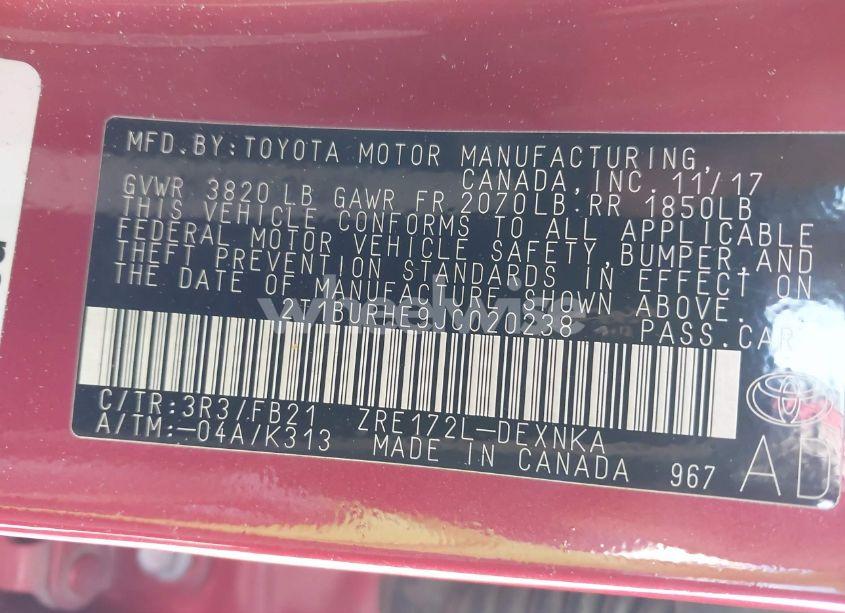 MFD.BY:TOYOTA MOTOR MANUFACTURING,
CANADA,INC. 11/17
GVWR 3820 LB GAWR FR 2070LB RR 1850LB
THIS VEHICLE CONFORMS TO ALL APPLICABLE
FEDERAL MOTOR VEHICLE SAFETY,BUMPER,AND
THEFT PREVENTION STANDARDS IN EFFECT ON
THE DATE OF MANUFACTURE SHOWN ABOVE.
PASS.CAR
C/TR:3R3/FB21 ZRE172L-DEXNKA
A/TM:-04A/K313 MADE IN CANADA 967
AD